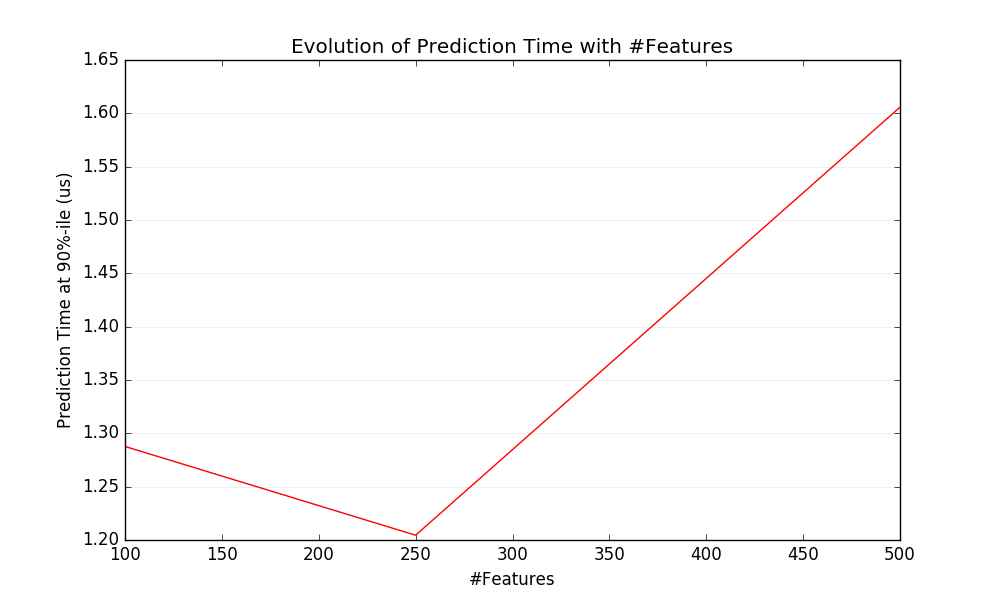 Evolution of Prediction Time with #Features
1.65
1.60
1.55
1.50
1.45
1.40
1.35
1.30
1.25
1.20
Prediction Time at 90%-ile (us)
100 150 200 250 300 350 400 450 500
#Features